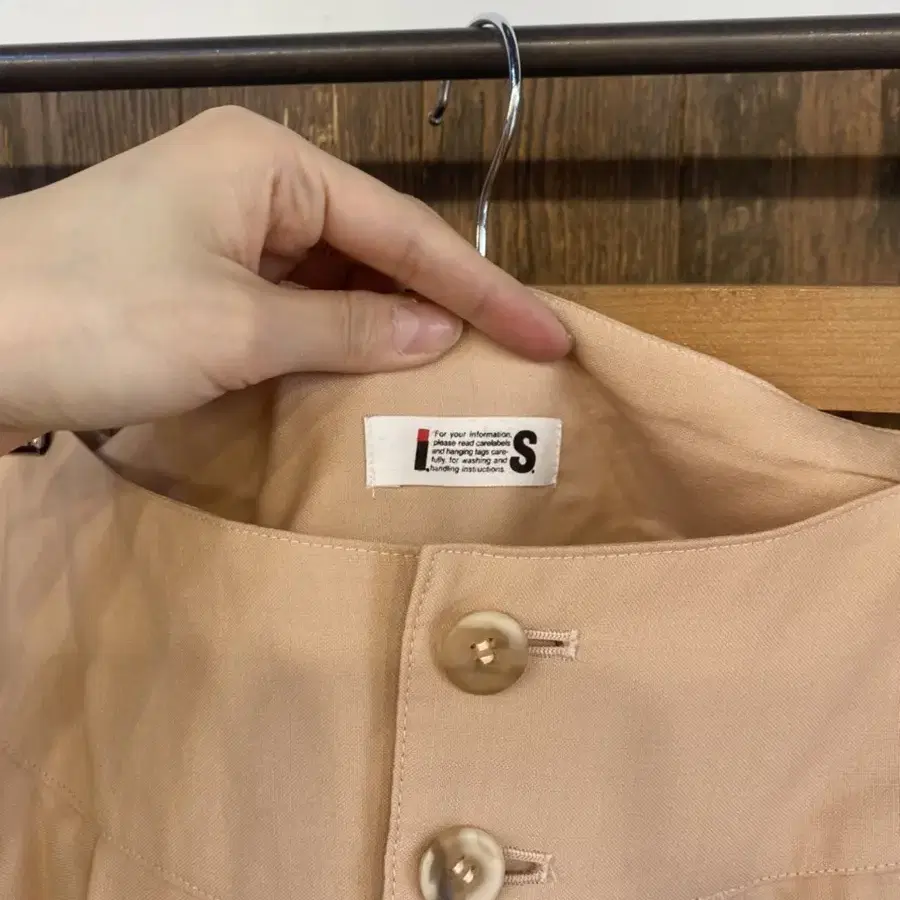 I.S.
For your information,
please read carelabels
and hanging tags care-
fully, for washing and
handling instructions.